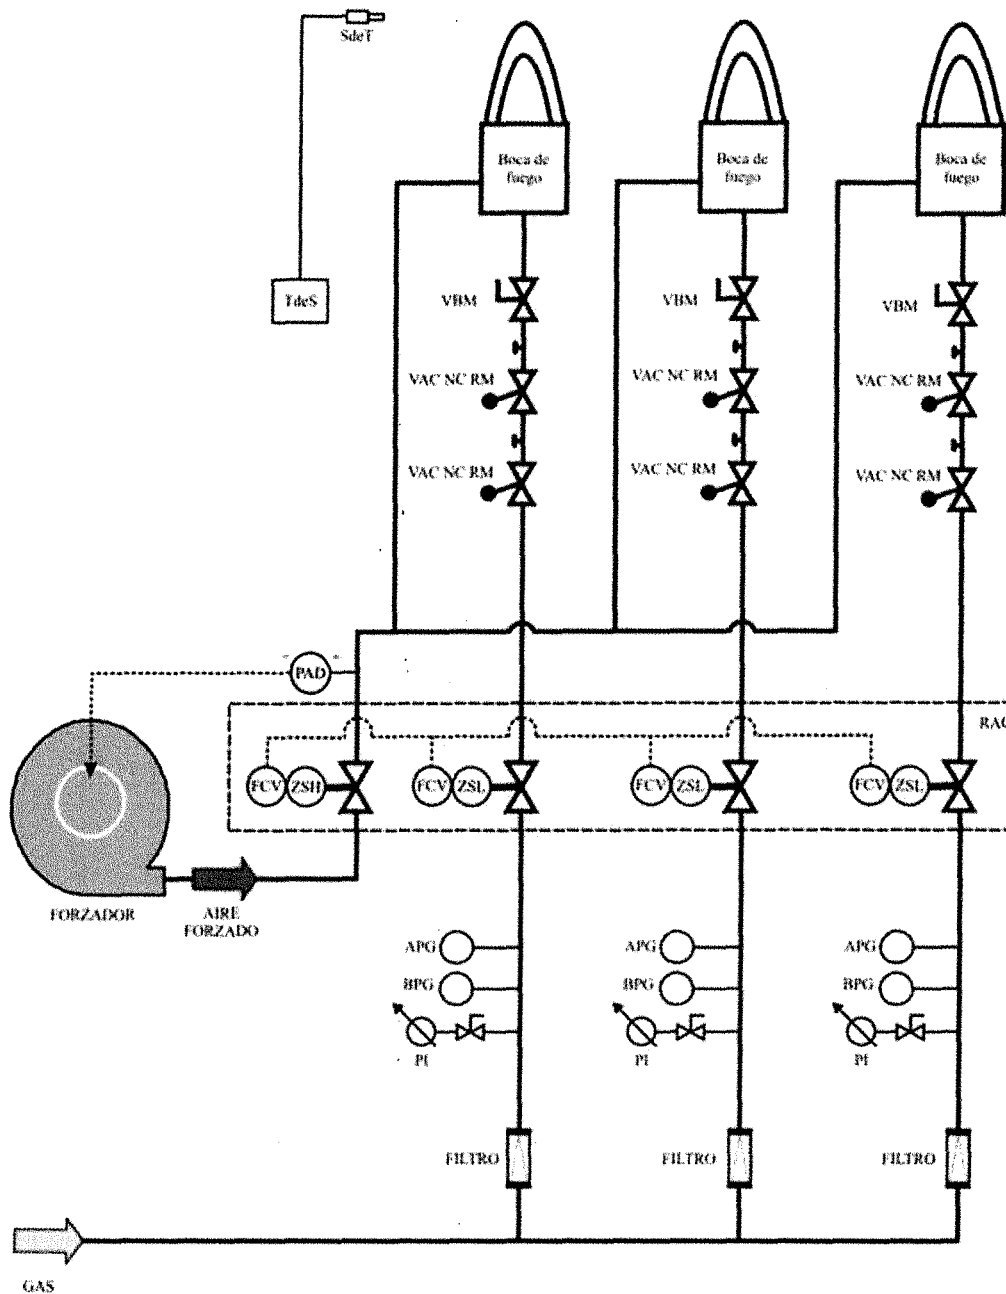 SdeT
Boca de
fuego
Boca de
fuego
Boca de
fuego
TdeS
VBM
VBM
VBM
VAC NC RM
VAC NC RM
VAC NC RM
VAC NC RM
VAC NC RM
VAC NC RM
- PAD +
RAC
FCV ZSH
FCV ZSL
FCV ZSL
FCV ZSL
FORZADOR
AIRE
FORZADO
APG
APG
APG
BPG
BPG
BPG
PI
PI
PI
FILTRO
FILTRO
FILTRO
GAS